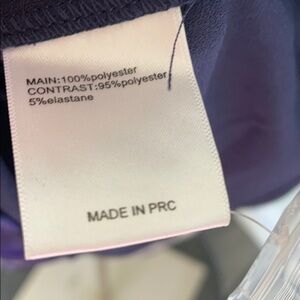 MAIN:100%polyester
CONTRAST:95%polyester
5%elastane
MADE IN PRC